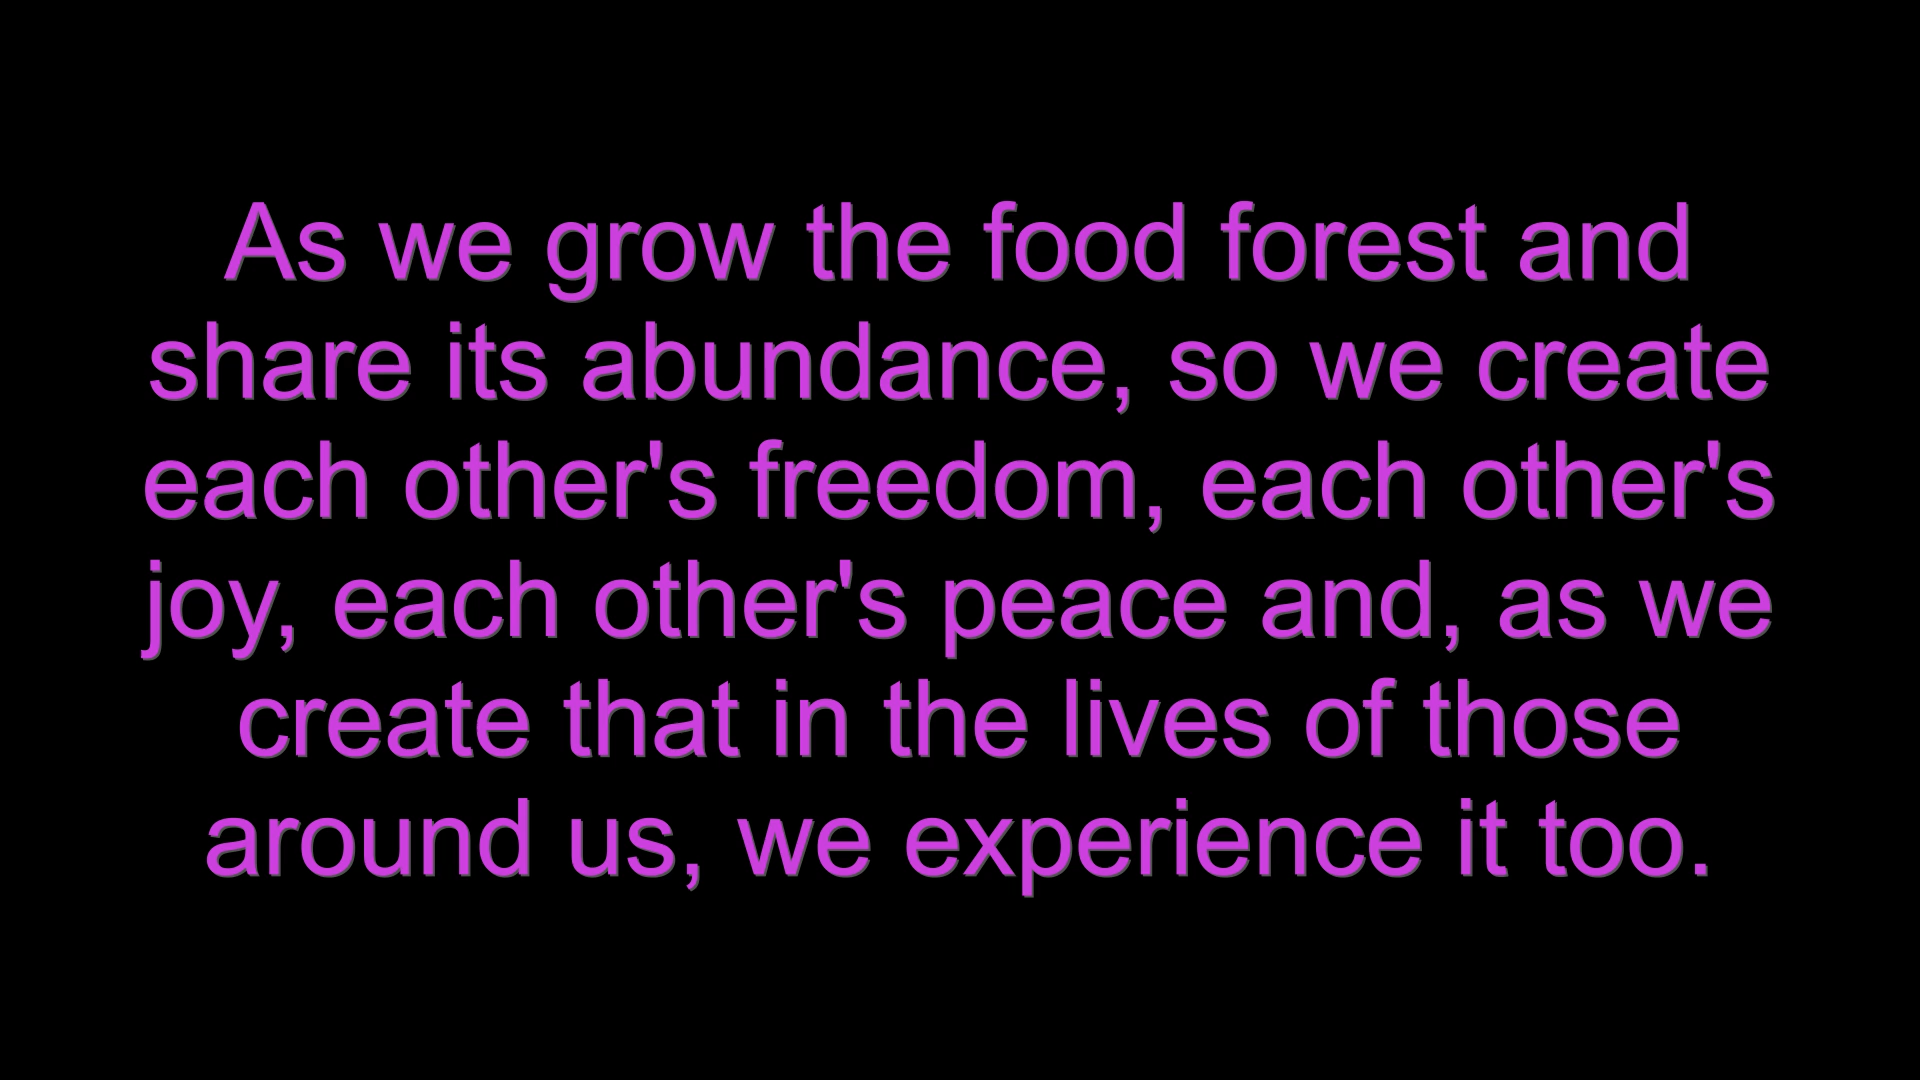 As we grow the food forest and
share its abundance, so we create
each other's freedom, each other's
joy, each other's peace and, as we
create that in the lives of those
around us, we experience it too.